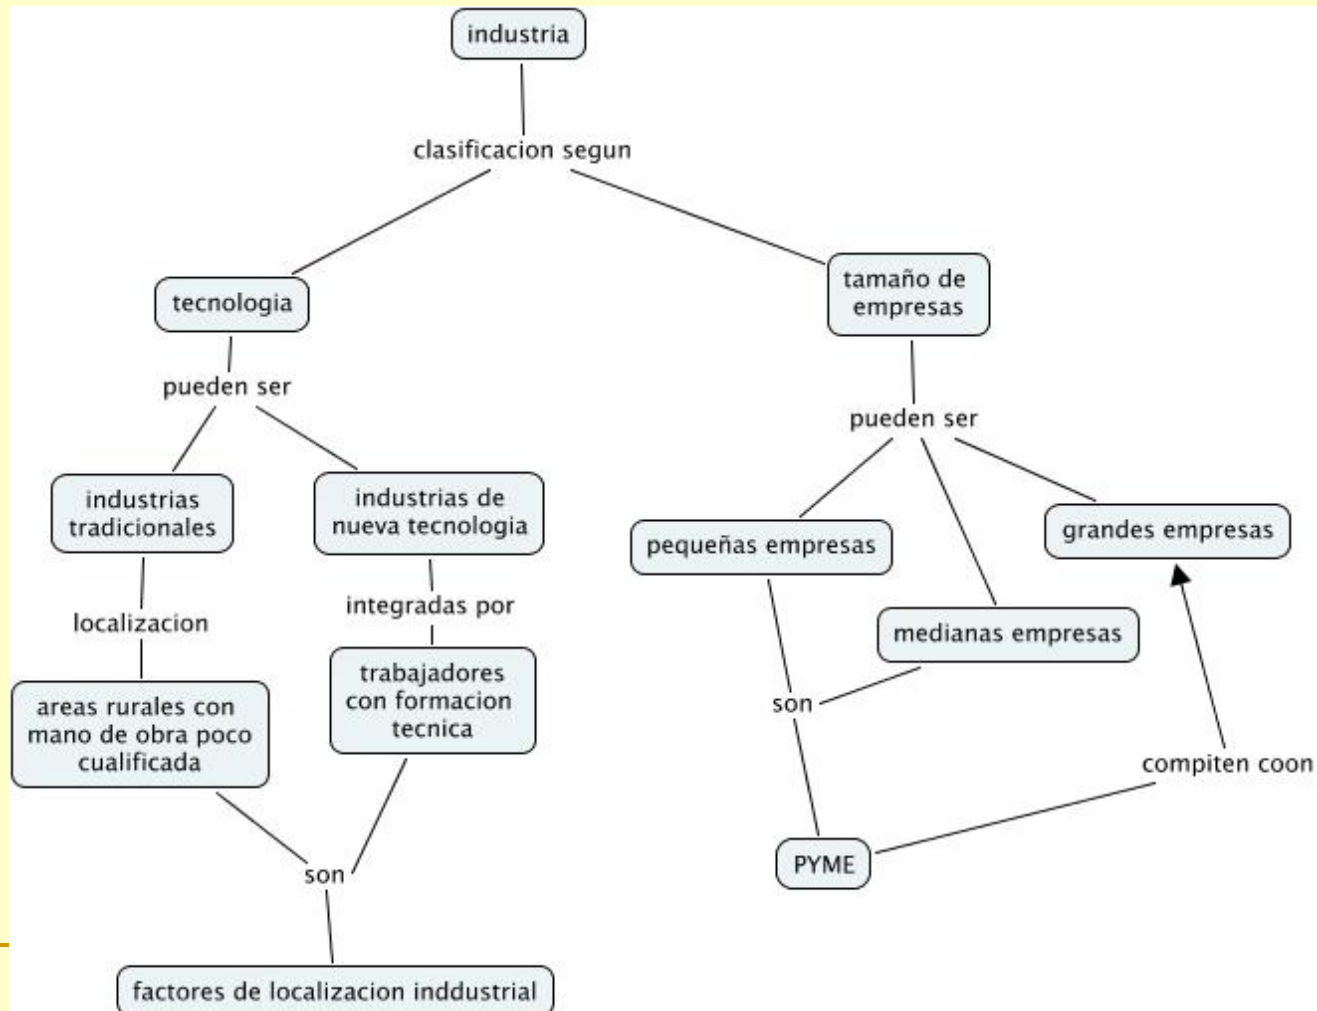 industria
clasificacion segun
tecnologia
tamaño de
empresas
pueden ser
pueden ser
industrias
tradicionales
industrias de
nueva tecnologia
pequeñas empresas
grandes empresas
localizacion
integradas por
medianas empresas
areas rurales con
mano de obra poco
cualificada
trabajadores
con formacion
tecnica
son
compiten coon
son
PYME
factores de localizacion inddustrial